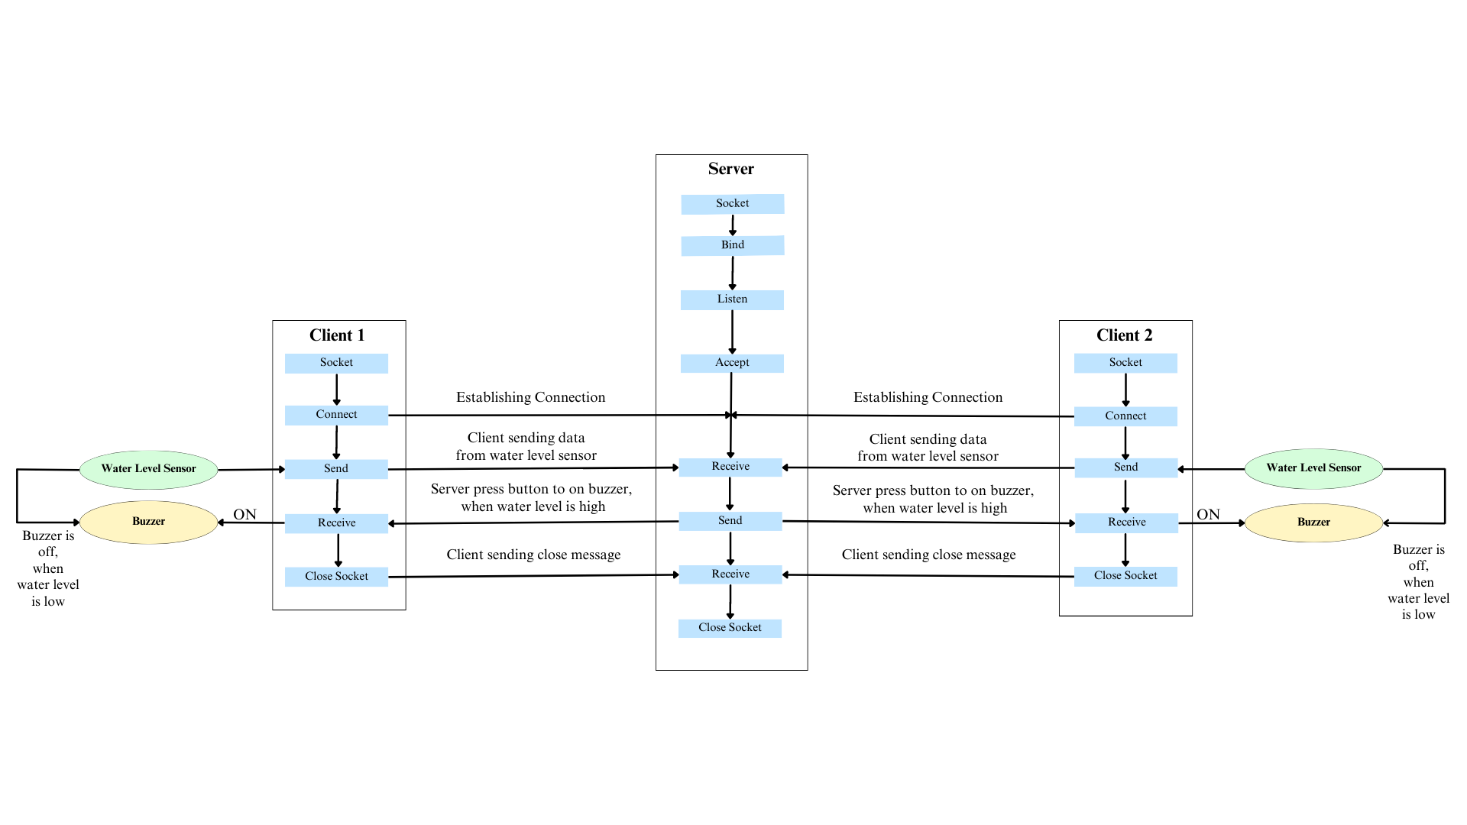 Server
Socket
Bind
Listen
Accept
Receive
Send
Receive
Close Socket
Client 1
Socket
Connect
Send
Receive
Close Socket
Client 2
Socket
Connect
Send
Receive
Close Socket
Establishing Connection
Client sending data
from water level sensor
Server press button to on buzzer,
when water level is high
Client sending close message
Establishing Connection
Client sending data
from water level sensor
Server press button to on buzzer,
when water level is high
Client sending close message
Water Level Sensor
Buzzer
ON
Buzzer is
off,
when
water level
is low
Water Level Sensor
Buzzer
ON
Buzzer is
off,
when
water level
is low